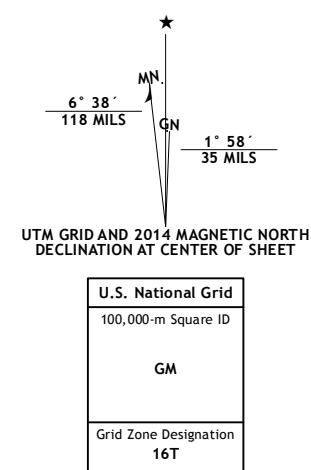 ★
MN.
6° 38´
118 MILS
GN
1° 58´
35 MILS
UTM GRID AND 2014 MAGNETIC NORTH
DECLINATION AT CENTER OF SHEET
U.S. National Grid
100,000-m Square ID
GM
Grid Zone Designation
16T